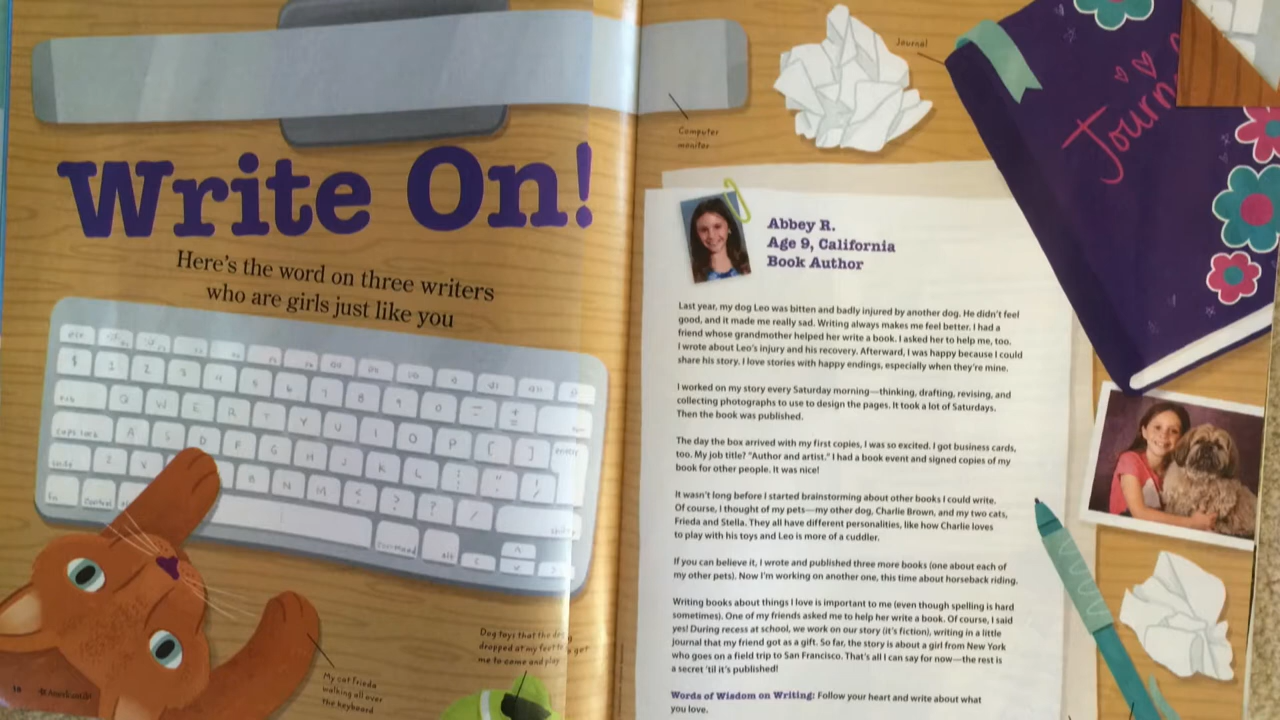 Write On!
Here's the word on three writers
who are girls just like you
Computer
monitor
Journal
Journ
Abbey R.
Age 9, California
Book Author
Last year, my dog Leo was bitten and badly injured by another dog. He didn't feel
good, and it made me really sad. Writing always makes me feel better. I had a
friend whose grandmother helped her write a book. I asked her to help me, too.
I wrote about Leo's injury and his recovery. Afterward, I was happy because I could
share his story. I love stories with happy endings, especially when they're mine.
I worked on my story every Saturday morning—thinking, drafting, revising, and
collecting photographs to use to design the pages. It took a lot of Saturdays.
Then the book was published.
The day the box arrived with my first copies, I was so excited. I got business cards,
too. My job title? "Author and artist." I had a book event and signed copies of my
book for other people. It was nice!
It wasn't long before I started brainstorming about other books I could write.
Of course, I thought of my pets—my other dog, Charlie Brown, and my two cats,
Frieda and Stella. They all have different personalities, like how Charlie loves
to play with his toys and Leo is more of a cuddler.
If you can believe it, I wrote and published three more books (one about each of
my other pets). Now I'm working on another one, this time about horseback riding.
Writing books about things I love is important to me (even though spelling is hard
sometimes). One of my friends asked me to help her write a book. Of course, I said
yes! During recess at school, we work on our story (it's fiction), writing in a little
journal that my friend got as a gift. So far, the story is about a girl from New York
who goes on a field trip to San Francisco. That's all I can say for now—the rest is
a secret 'til it's published!
Words of Wisdom on Writing: Follow your heart and write about what
you love.
Q W E R T Y U I O P [ ]
caps lock A S D F G H J K L
B N M
control
command alt
Dog toys that the dog
dropped at my feet to get
me to come and play
My cat Frieda
walking all over
the keyboard
American Girl